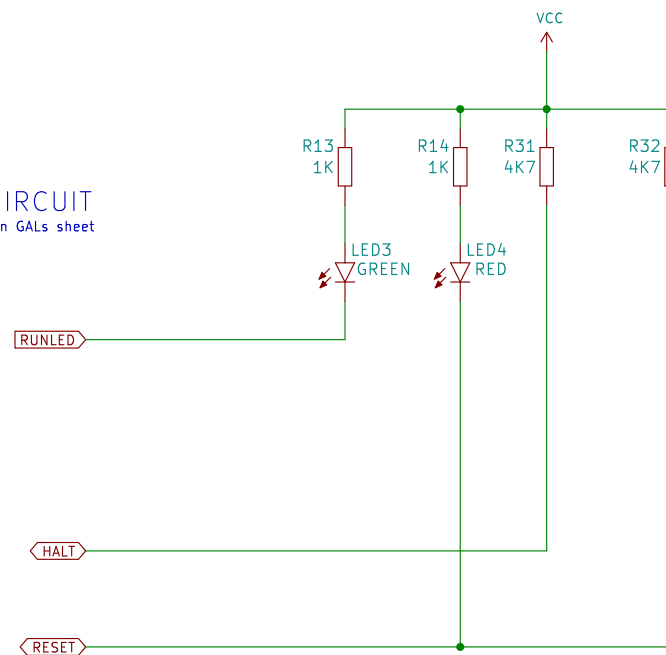 VCC
R13
1K
R14
1K
R31
4K7
R32
4K7
IRCUIT
n GALs sheet
LED3
GREEN
LED4
RED
RUNLED
HALT
RESET